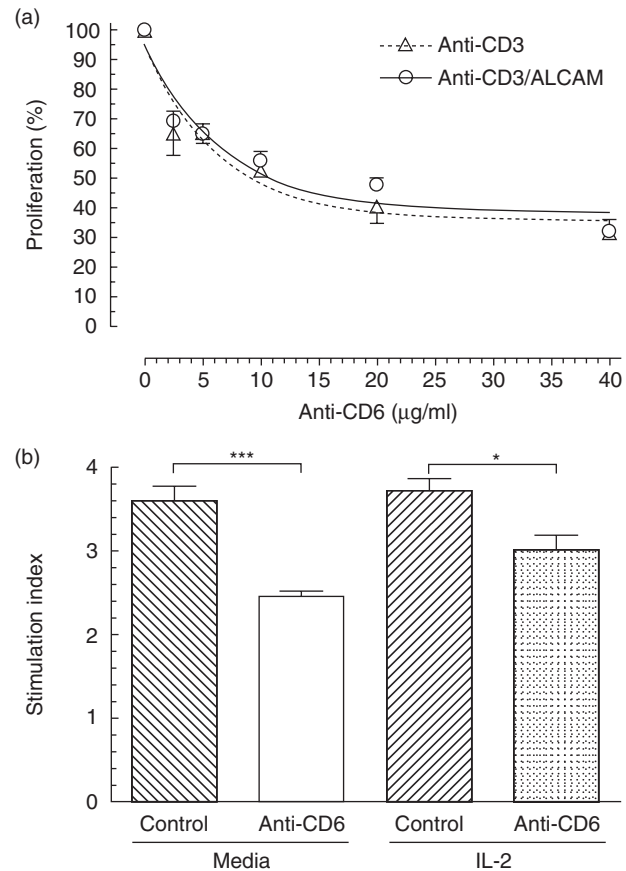 (a)
100
90
80
70
60
50
40
30
20
10
0
Proliferation (%)
Anti-CD3
Anti-CD3/ALCAM
0 5 10 15 20 25 30 35 40
Anti-CD6 (μg/ml)
(b)
4
3
2
1
0
Stimulation index
*** *
Control Anti-CD6 Control Anti-CD6
Media IL-2